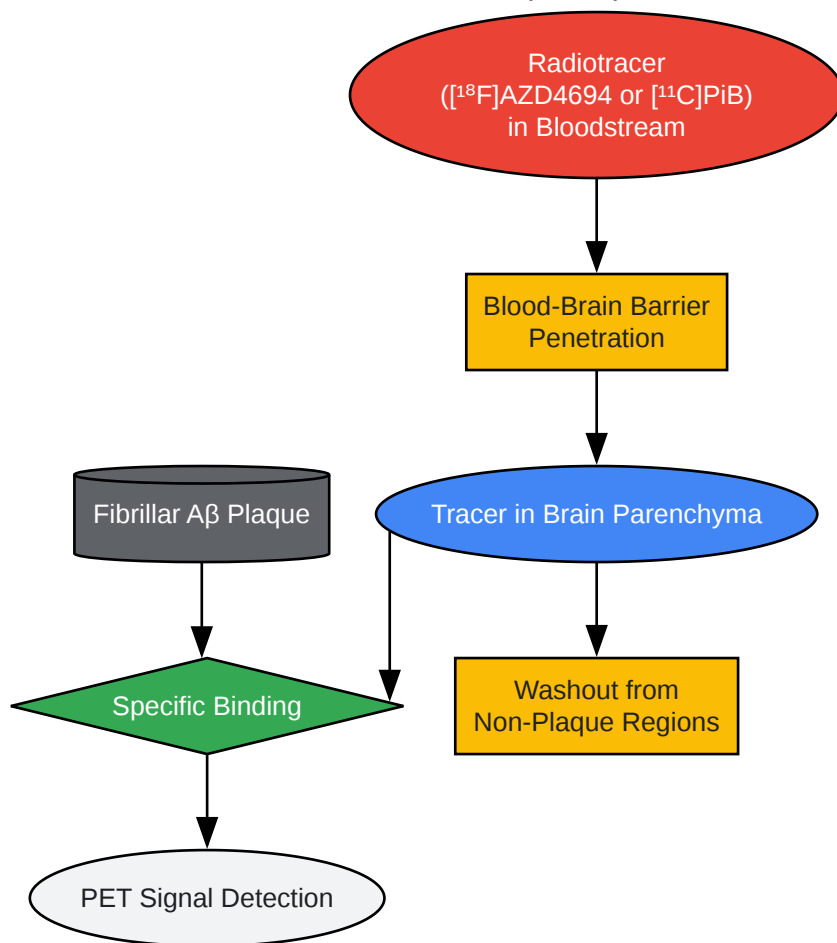 Radiotracer
([¹⁸F]AZD4694 or [¹¹C]PiB)
in Bloodstream
Blood-Brain Barrier
Penetration
Fibrillar Aβ Plaque
Tracer in Brain Parenchyma
Specific Binding
Washout from
Non-Plaque Regions
PET Signal Detection